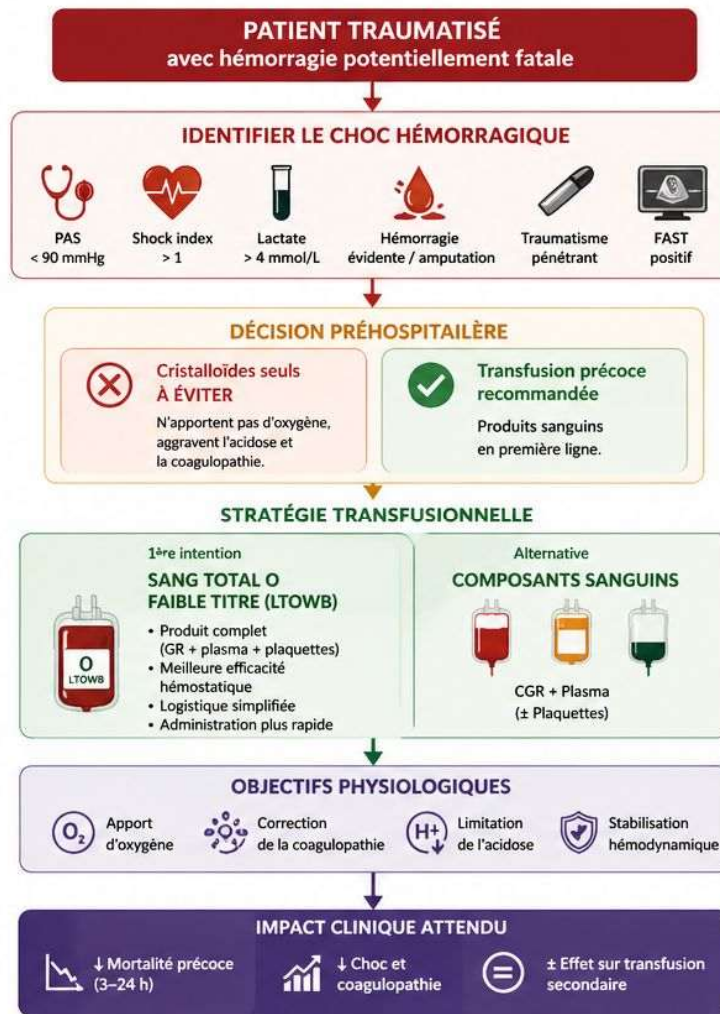 PATIENT TRAUMATISÉ
avec hémorragie potentiellement fatale
IDENTIFIER LE CHOC HÉMORRAGIQUE
PAS
< 90 mmHg
Shock index
> 1
Lactate
> 4 mmol/L
Hémorragie
évidente / amputation
Traumatisme
pénétrant
FAST
positif
DÉCISION PRÉHOSPITAILÈRE
Cristalloïdes seuls
À ÉVITER
N'apportent pas d'oxygène,
aggravent l'acidose et
la coagulopathie.
Transfusion précoce
recommandée
Produits sanguins
en première ligne.
STRATÉGIE TRANSFUSIONNELLE
1ère intention
SANG TOTAL O
FAIBLE TITRE (LTOWB)
• Produit complet
(GR + plasma + plaquettes)
• Meilleure efficacité
hémostatique
• Logistique simplifiée
• Administration plus rapide
O
LTOWB
Alternative
COMPOSANTS SANGUINS
CGR + Plasma
(± Plaquettes)
OBJECTIFS PHYSIOLOGIQUES
O₂
Apport
d'oxygène
Correction
de la coagulopathie
H+
Limitation
de l'acidose
Stabilisation
hémodynamique
IMPACT CLINIQUE ATTENDU
↓ Mortalité précoce
(3–24 h)
↓ Choc et
coagulopathie
± Effet sur transfusion
secondaire